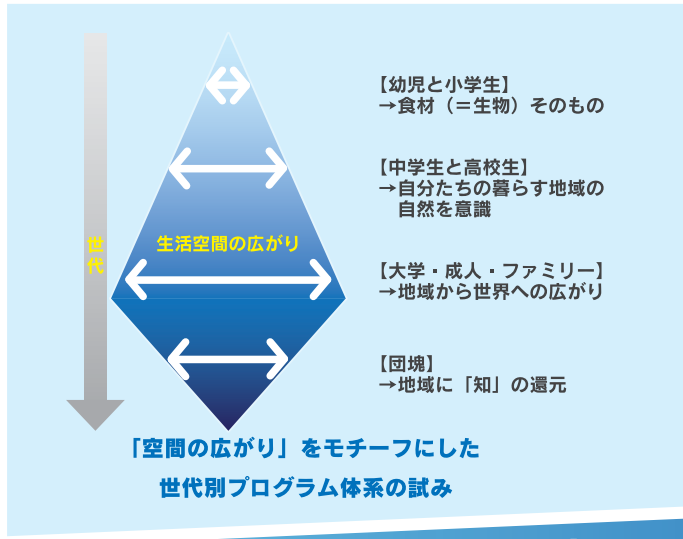 【幼児と小学生】
→食材（＝生物）そのもの
【中学生と高校生】
→自分たちの暮らす地域の
自然を意識
世代
生活空間の広がり
【大学・成人・ファミリー】
→地域から世界への広がり
【団塊】
→地域に「知」の還元
「空間の広がり」をモチーフにした
世代別プログラム体系の試み